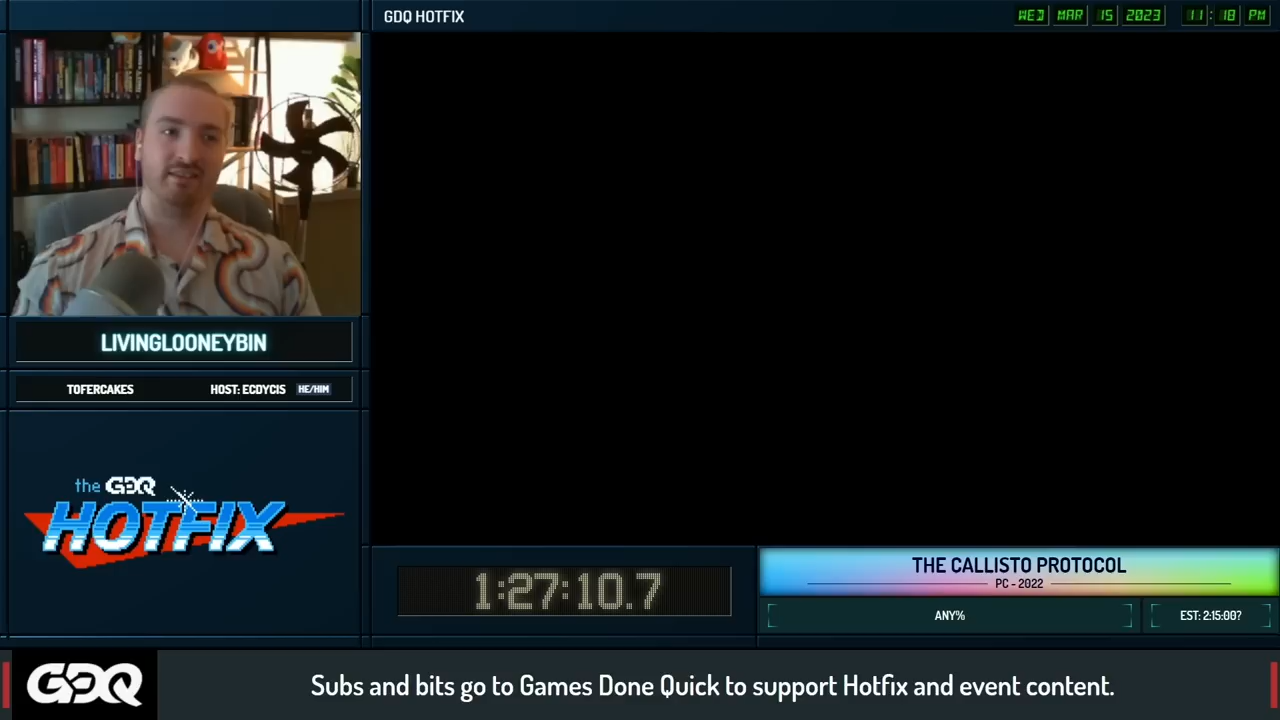 GDQ HOTFIX
WED MAR 15 2023 11:18 PM
LIVINGLOONEYBIN
TOFERCAKES HOST: ECDYCIS HE/HIM
the GDQ
HOTFIX
1:27:10.7
THE CALLISTO PROTOCOL
PC - 2022
ANY%
EST: 2:15:00?
GDQ
Subs and bits go to Games Done Quick to support Hotfix and event content.